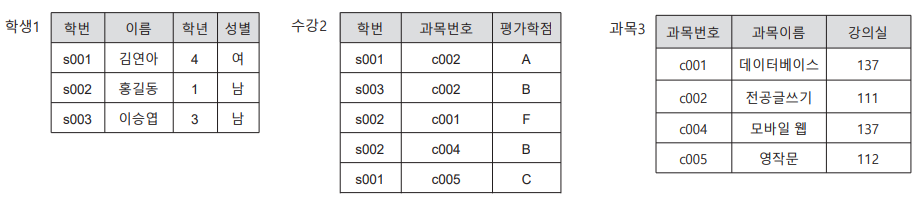 학생1
학번 이름 학년 성별
s001 김연아 4 여
s002 홍길동 1 남
s003 이승엽 3 남
수강2
학번 과목번호 평가학점
s001 c002 A
s003 c002 B
s002 c001 F
s002 c004 B
s001 c005 C
과목3
과목번호 과목이름 강의실
c001 데이터베이스 137
c002 전공글쓰기 111
c004 모바일 웹 137
c005 영작문 112